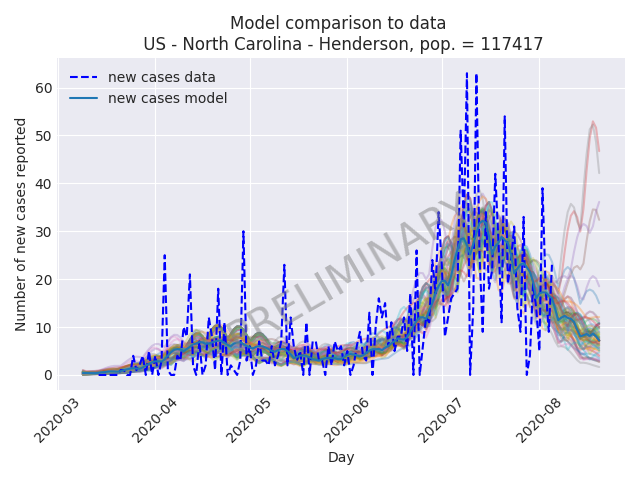 Model comparison to data
US - North Carolina - Henderson, pop. = 117417
new cases data
new cases model
PRELIMINARY
Number of new cases reported
60
50
40
30
20
10
0
2020-03
2020-04
2020-05
2020-06
2020-07
2020-08
Day